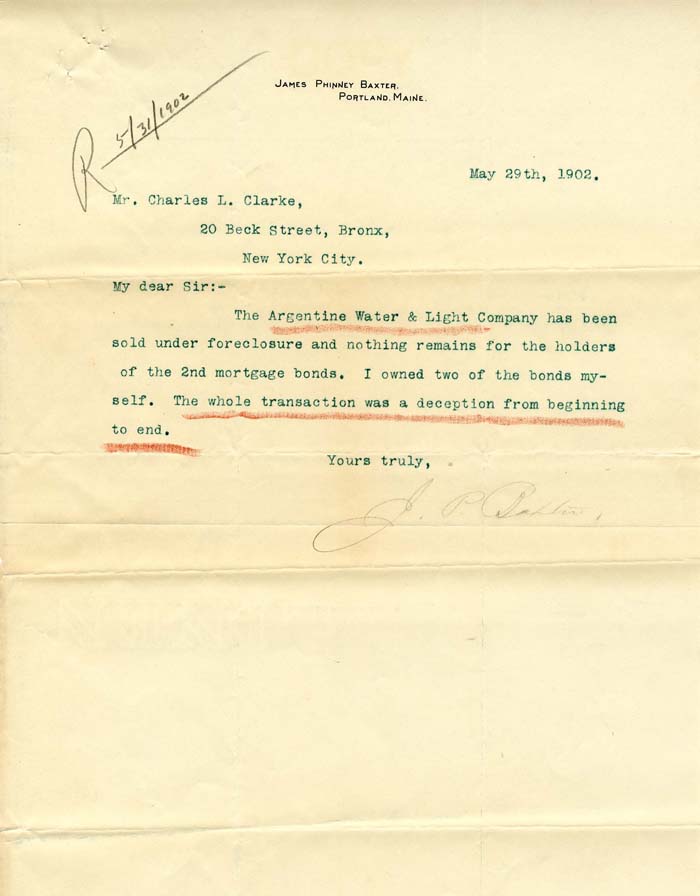 James Phinney Baxter,
Portland, Maine.
R 5/31/1902
May 29th, 1902.
Mr. Charles L. Clarke,
20 Beck Street, Bronx,
New York City.
My dear Sir:-
The Argentine Water & Light Company has been
sold under foreclosure and nothing remains for the holders
of the 2nd mortgage bonds. I owned two of the bonds my-
self. The whole transaction was a deception from beginning
to end.
Yours truly,
J. P. Baxter.